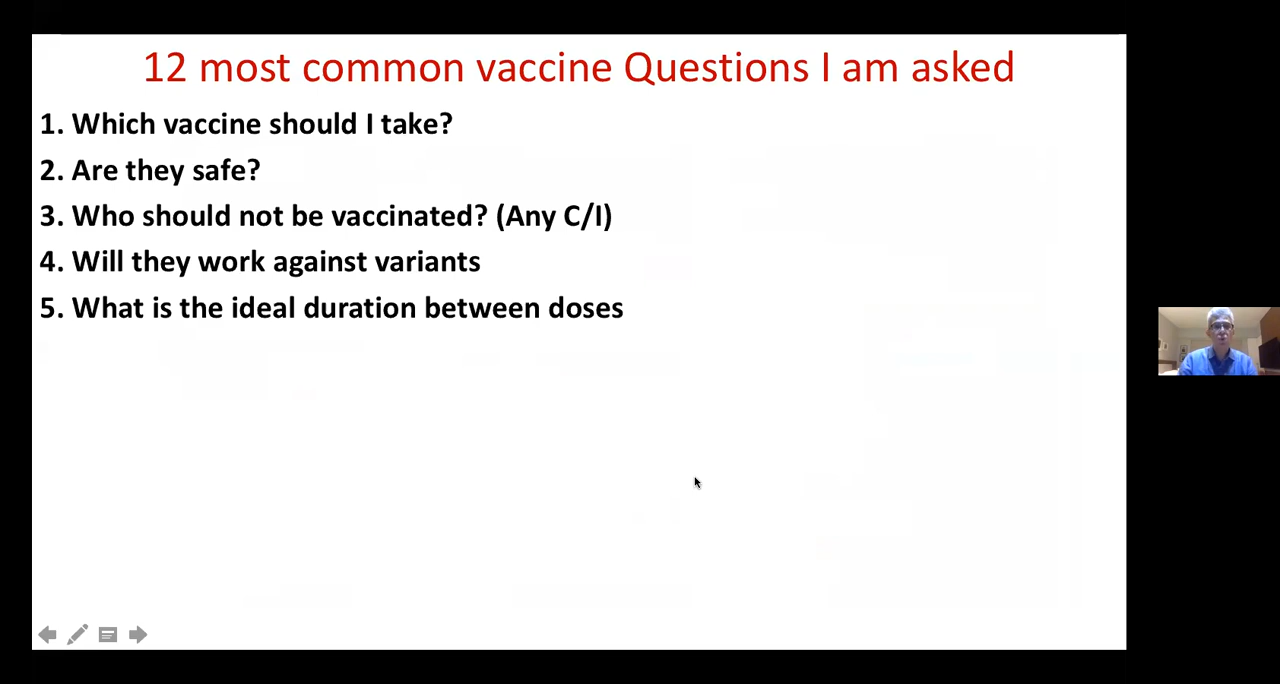 12 most common vaccine Questions I am asked
1. Which vaccine should I take?
2. Are they safe?
3. Who should not be vaccinated? (Any C/I)
4. Will they work against variants
5. What is the ideal duration between doses